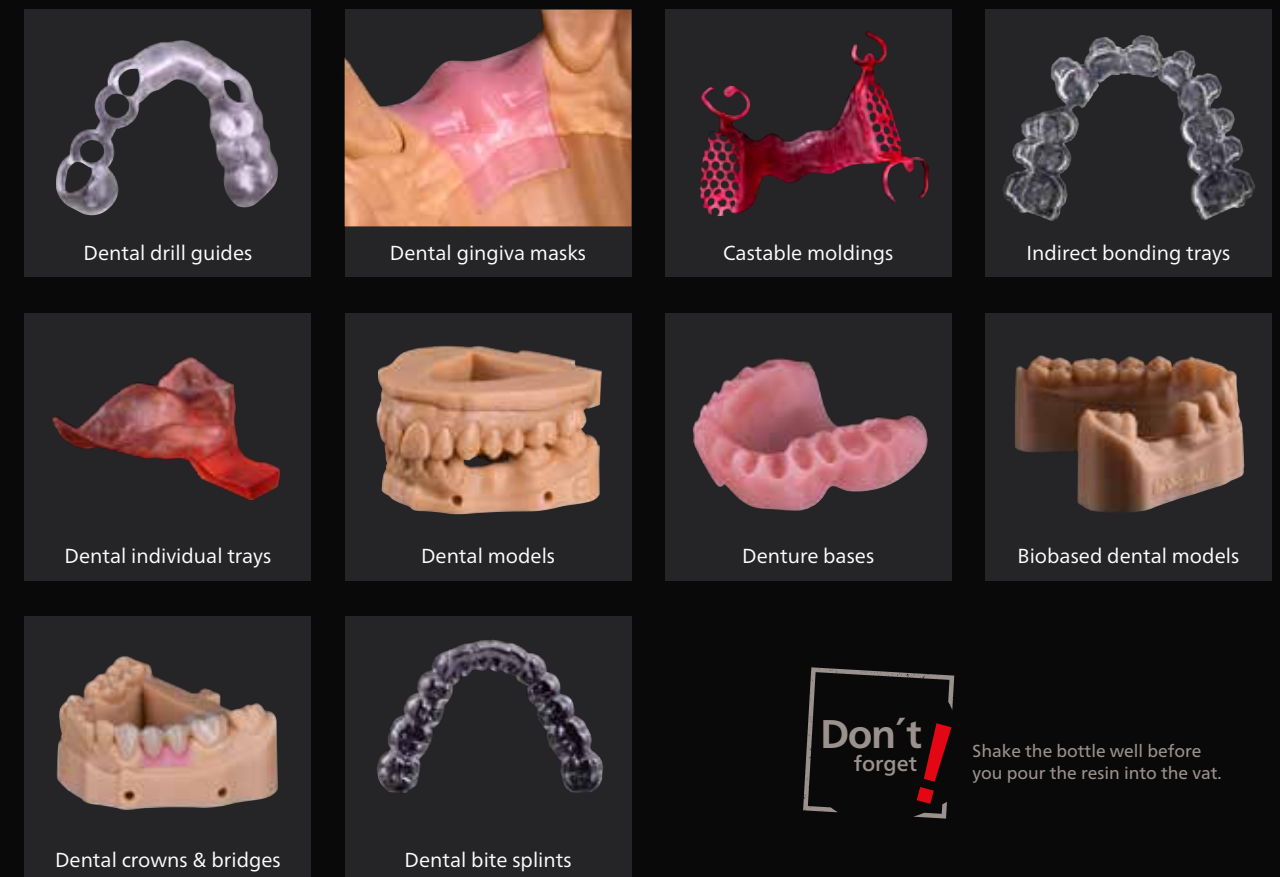 Dental drill guides
Dental gingiva masks
Castable moldings
Indirect bonding trays
Dental individual trays
Dental models
Denture bases
Biobased dental models
Dental crowns & bridges
Dental bite splints
Don´t
forget
!
Shake the bottle well before
you pour the resin into the vat.